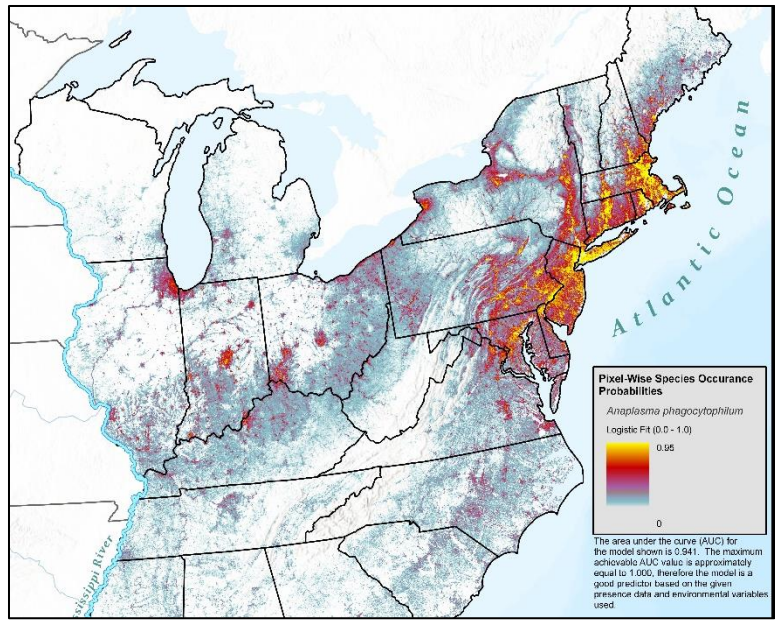 Atlantic Ocean
Pixel-Wise Species Occurance
Probabilities
Anaplasma phagocytophilum
Logistic Fit (0.0 - 1.0)
0.95
0
The area under the curve (AUC) for
the model shown is 0.941. The maximum
achievable AUC value is approximately
equal to 1.000, therefore the model is a
good predictor based on the given
presence data and environmental variables
used.
ssissippi River